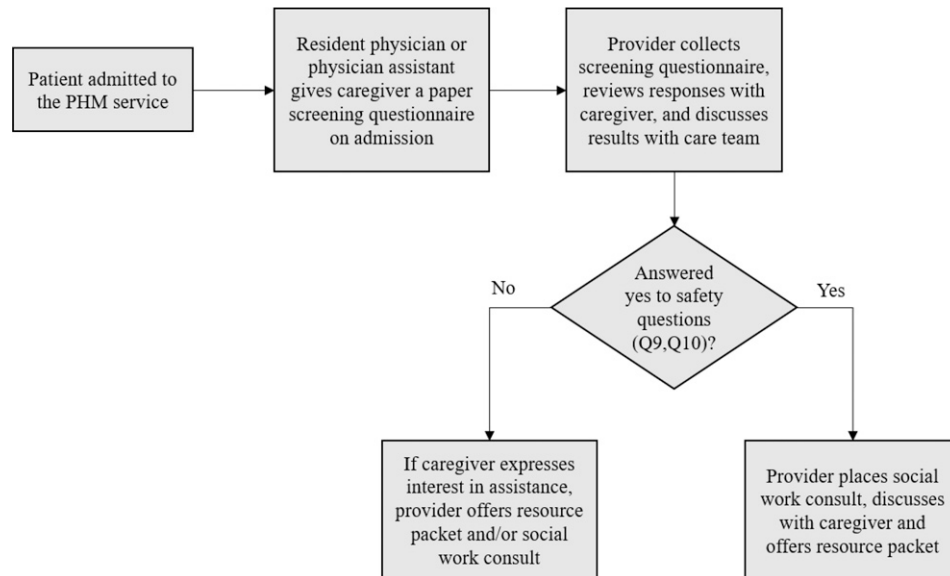 Patient admitted to
the PHM service
Resident physician or
physician assistant
gives caregiver a paper
screening questionnaire
on admission
Provider collects
screening questionnaire,
reviews responses with
caregiver, and discusses
results with care team
Answered
yes to safety
questions
(Q9,Q10)?
No
Yes
If caregiver expresses
interest in assistance,
provider offers resource
packet and/or social
work consult
Provider places social
work consult, discusses
with caregiver and
offers resource packet